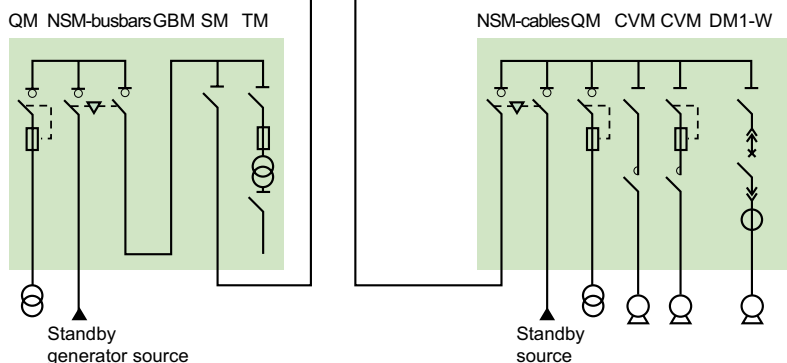 QM NSM-busbars GBM SM TM
NSM-cables QM CVM CVM DM1-W
Standby
generator source
Standby
source